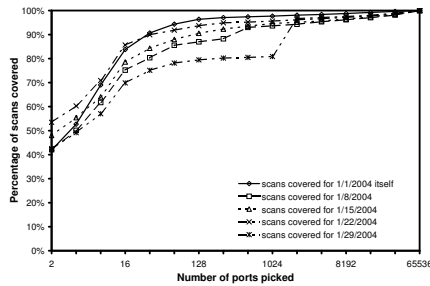 100%
90%
80%
70%
60%
50%
40%
30%
20%
10%
0%
Percentage of scans covered
scans covered for 1/1/2004 itself
scans covered for 1/8/2004
scans covered for 1/15/2004
scans covered for 1/22/2004
scans covered for 1/29/2004
2 16 128 1024 8192 65536
Number of ports picked